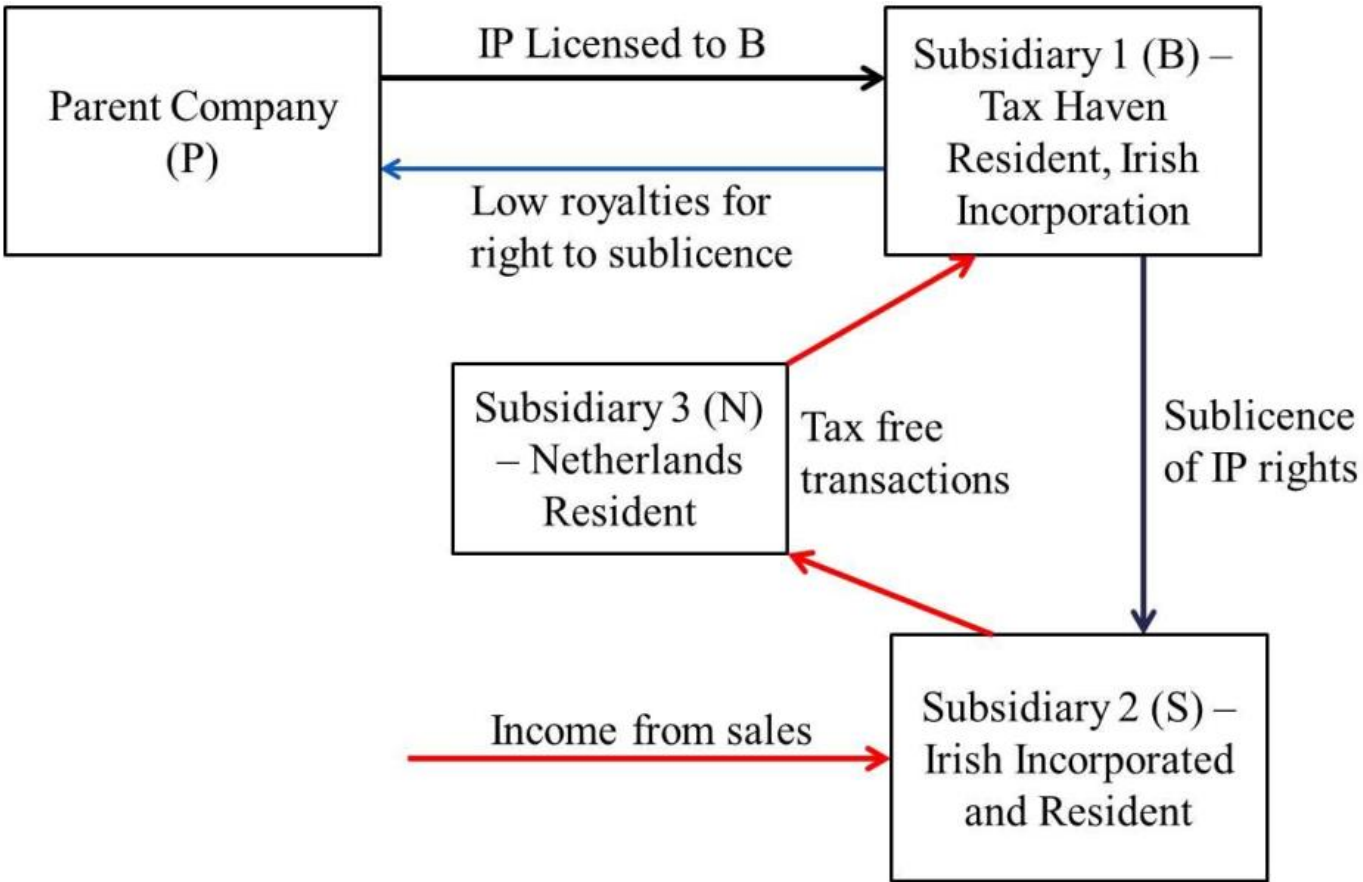 Parent Company
(P)
IP Licensed to B
Low royalties for
right to sublicence
Subsidiary 1 (B) –
Tax Haven
Resident, Irish
Incorporation
Subsidiary 3 (N)
– Netherlands
Resident
Tax free
transactions
Sublicence
of IP rights
Income from sales
Subsidiary 2 (S) –
Irish Incorporated
and Resident